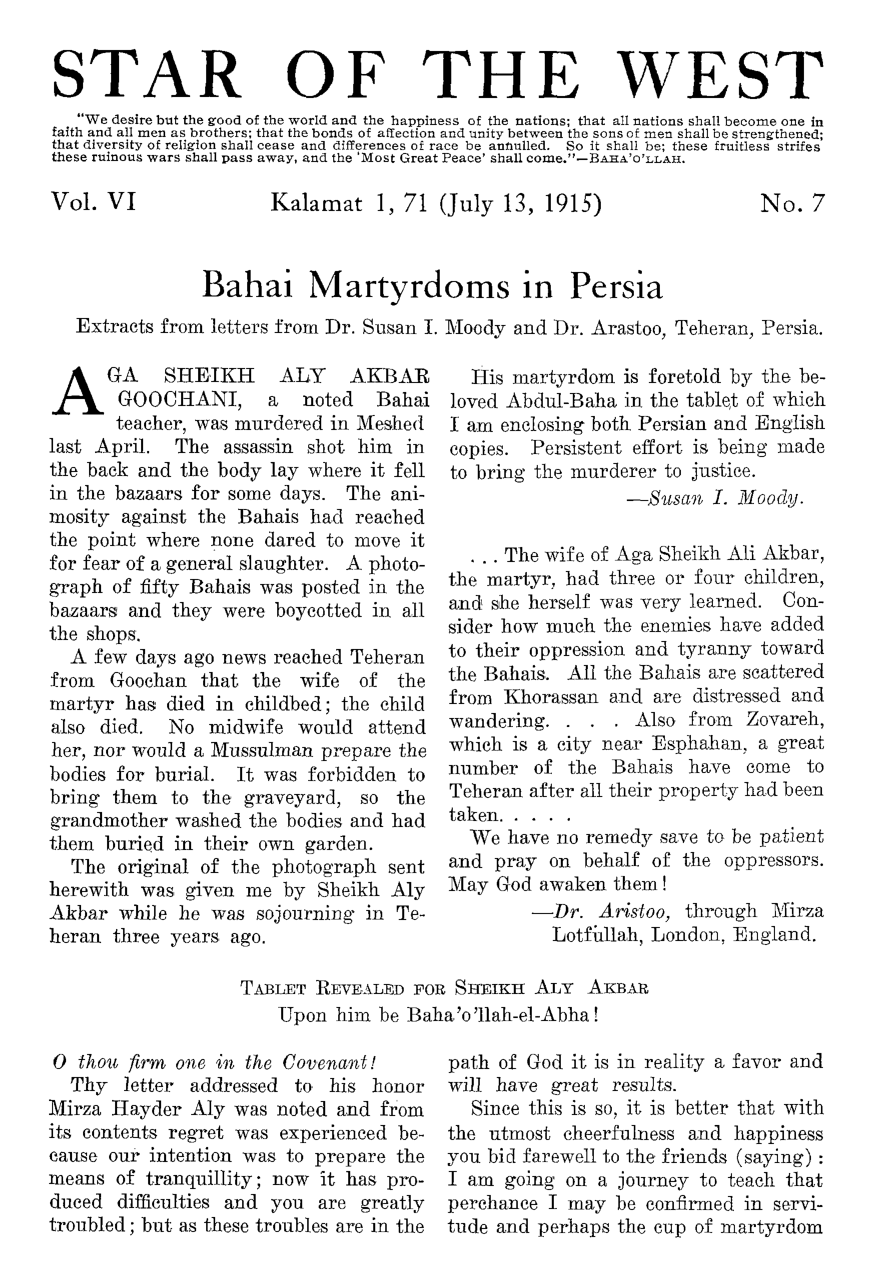 STAR OF THE WEST
"We desire but the good of the world and the happiness of the nations; that all nations shall become one in
faith and all men as brothers; that the bonds of affection and unity between the sons of men shall be strengthened;
that diversity of religion shall cease and differences of race be annulled. So it shall be; these fruitless strifes
these ruinous wars shall pass away, and the 'Most Great Peace' shall come."—BAHA'O'LLAH.
Vol. VI Kalamat 1, 71 (July 13, 1915) No. 7
Bahai Martyrdoms in Persia
Extracts from letters from Dr. Susan I. Moody and Dr. Arastoo, Teheran, Persia.
AGA SHEIKH ALY AKBAR
GOOCHANI, a noted Bahai
teacher, was murdered in Meshed
last April. The assassin shot him in
the back and the body lay where it fell
in the bazaars for some days. The ani-
mosity against the Bahais had reached
the point where none dared to move it
for fear of a general slaughter. A photo-
graph of fifty Bahais was posted in the
bazaars and they were boycotted in all
the shops.
A few days ago news reached Teheran
from Goochan that the wife of the
martyr has died in childbed; the child
also died. No midwife would attend
her, nor would a Mussulman prepare the
bodies for burial. It was forbidden to
bring them to the graveyard, so the
grandmother washed the bodies and had
them buried in their own garden.
The original of the photograph sent
herewith was given me by Sheikh Aly
Akbar while he was sojourning in Te-
heran three years ago.
His martyrdom is foretold by the be-
loved Abdul-Baha in the tablet of which
I am enclosing both Persian and English
copies. Persistent effort is being made
to bring the murderer to justice.
—Susan I. Moody.
. . . The wife of Aga Sheikh Ali Akbar,
the martyr, had three or four children,
and she herself was very learned. Con-
sider how much the enemies have added
to their oppression and tyranny toward
the Bahais. All the Bahais are scattered
from Khorassan and are distressed and
wandering. . . . Also from Zovareh,
which is a city near Esphahan, a great
number of the Bahais have come to
Teheran after all their property had been
taken. . . . .
We have no remedy save to be patient
and pray on behalf of the oppressors.
May God awaken them!
—Dr. Aristoo, through Mirza
Lotfullah, London, England.
TABLET REVEALED FOR SHEIKH ALY AKBAR
Upon him be Baha'o'llah-el-Abha!
O thou firm one in the Covenant!
Thy letter addressed to his honor
Mirza Hayder Aly was noted and from
its contents regret was experienced be-
cause our intention was to prepare the
means of tranquillity; now it has pro-
duced difficulties and you are greatly
troubled; but as these troubles are in the
path of God it is in reality a favor and
will have great results.
Since this is so, it is better that with
the utmost cheerfulness and happiness
you bid farewell to the friends (saying):
I am going on a journey to teach that
perchance I may be confirmed in servi-
tude and perhaps the cup of martyrdom